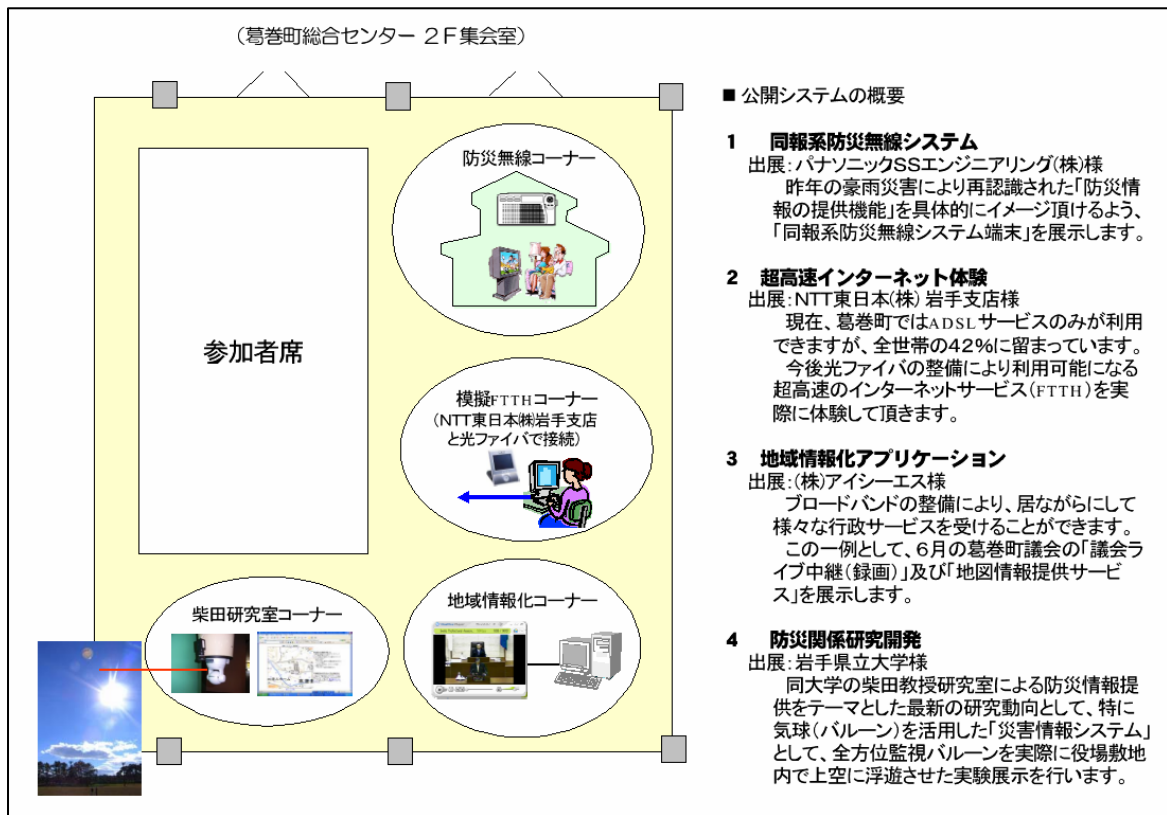 (葛巻町総合センター 2F集会室)
防災無線コーナー
参加者席
模擬FTTHコーナー
(NTT東日本㈱岩手支店
と光ファイバで接続)
柴田研究室コーナー
地域情報化コーナー
■ 公開システムの概要
1 同報系防災無線システム
出展:パナソニックSSエンジニアリング(株)様
昨年の豪雨災害により再認識された「防災情
報の提供機能」を具体的にイメージ頂けるよう、
「同報系防災無線システム端末」を展示します。
2 超高速インターネット体験
出展:NTT東日本(株) 岩手支店様
現在、葛巻町ではADSLサービスのみが利用
できますが、全世帯の42%に留まっています。
今後光ファイバの整備により利用可能になる
超高速のインターネットサービス(FTTH)を実
際に体験して頂きます。
3 地域情報化アプリケーション
出展:(株)アイシーエス様
ブロードバンドの整備により、居ながらにして
様々な行政サービスを受けることができます。
この一例として、6月の葛巻町議会の「議会ラ
イブ中継(録画)」及び「地図情報提供サービ
ス」を展示します。
4 防災関係研究開発
出展:岩手県立大学様
同大学の柴田教授研究室による防災情報提
供をテーマとした最新の研究動向として、特に
気球(バルーン)を活用した「災害情報システム」
として、全方位監視バルーンを実際に役場敷地
内で上空に浮遊させた実験展示を行います。